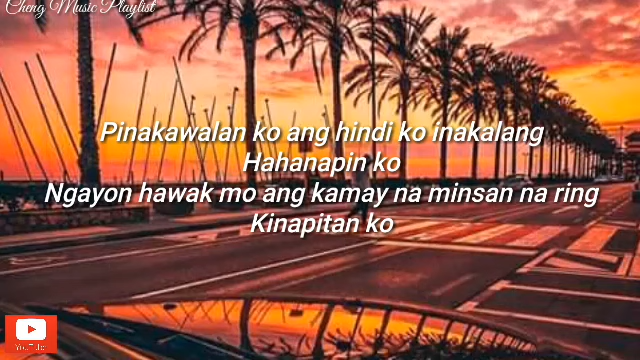 Cheng Music Playlist
Pinakawalan ko ang hindi ko inakalang
Hahanapin ko
Ngayon hawak mo ang kamay na minsan na ring
Kinapitan ko
YouTube